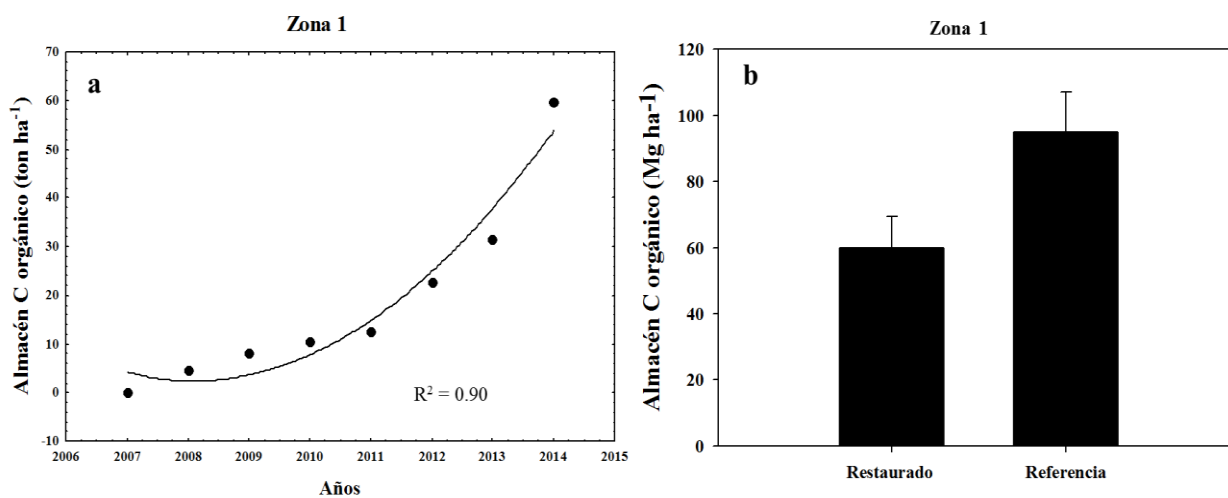 Zona 1
a
Almacén C orgánico (ton ha⁻¹)
70
60
50
40
30
20
10
0
-10
R² = 0.90
2006 2007 2008 2009 2010 2011 2012 2013 2014 2015
Años
Zona 1
b
Almacén C orgánico (Mg ha⁻¹)
120
100
80
60
40
20
0
Restaurado Referencia